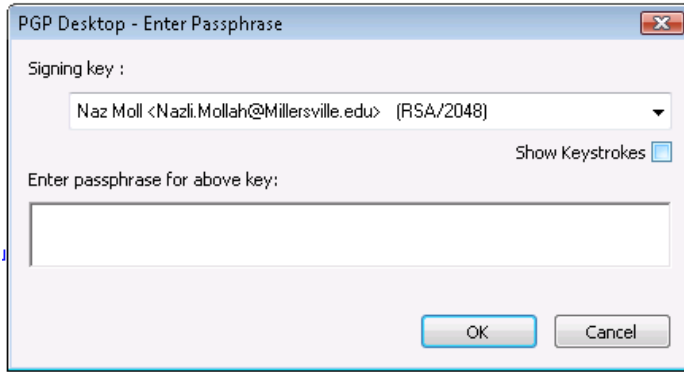 PGP Desktop - Enter Passphrase
Signing key :
Naz Moll <Nazli.Mollah@Millersville.edu> (RSA/2048)
Show Keystrokes
Enter passphrase for above key:
OK Cancel